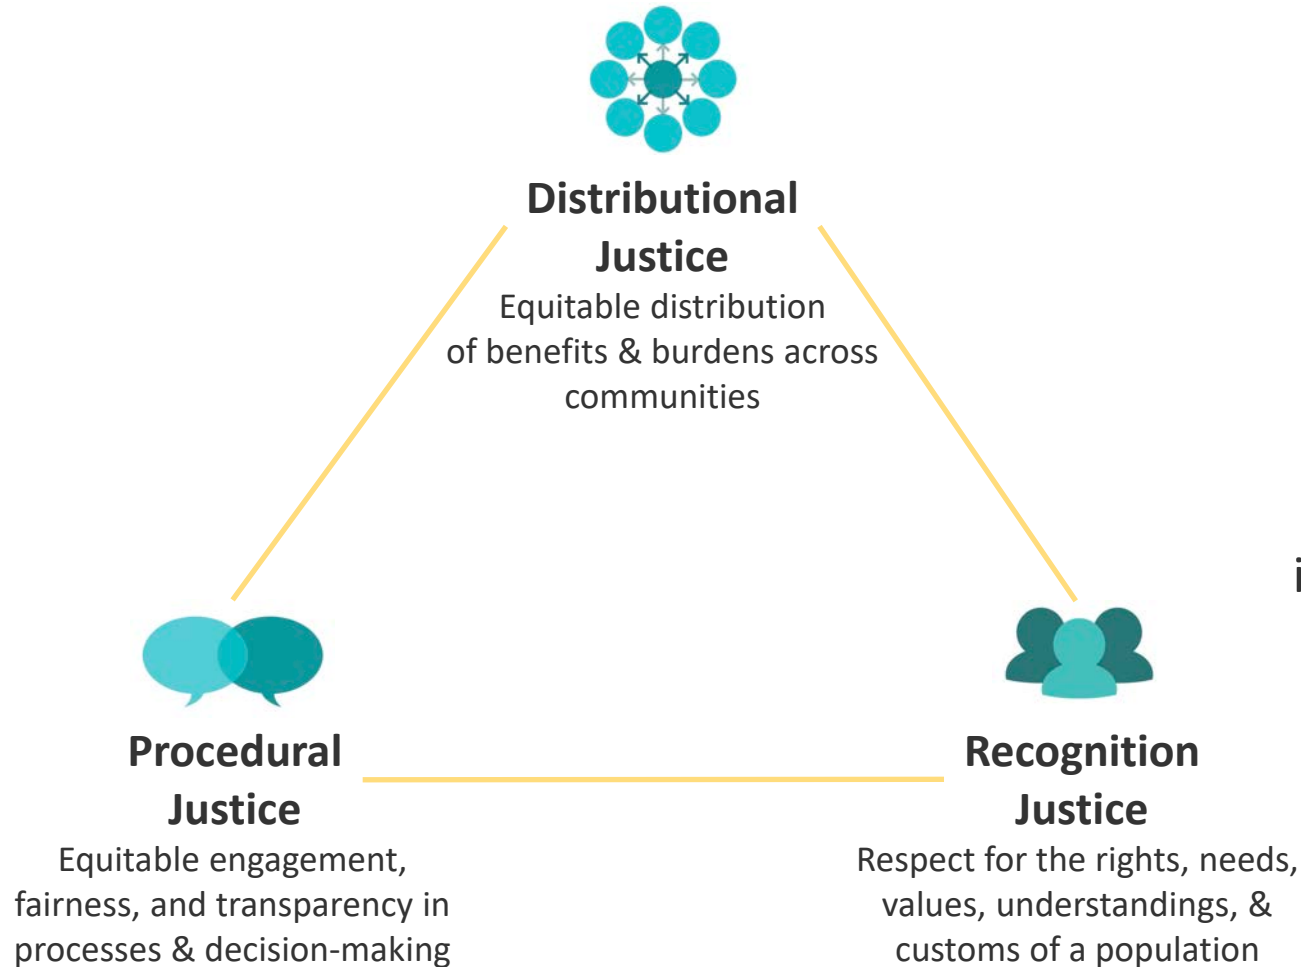 Distributional
Justice
Equitable distribution
of benefits & burdens across
communities
i
Procedural
Justice
Equitable engagement,
fairness, and transparency in
processes & decision-making
Recognition
Justice
Respect for the rights, needs,
values, understandings, &
customs of a population